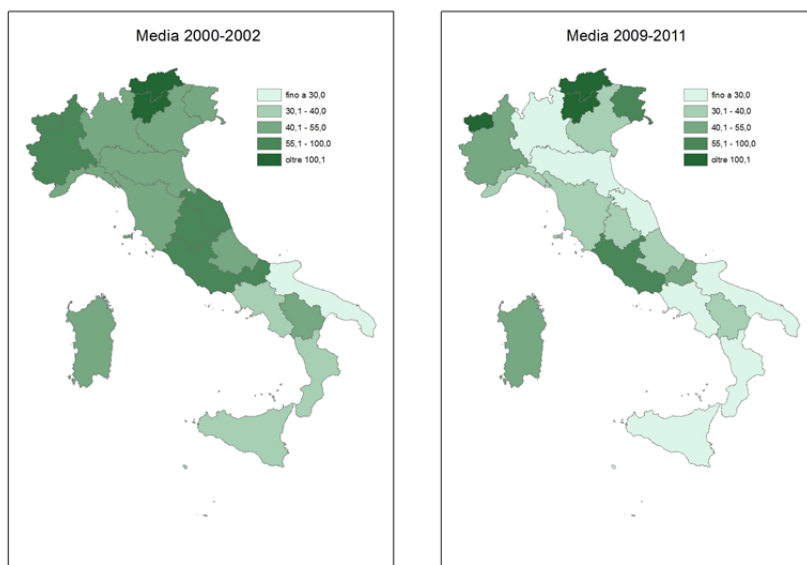 Media 2000-2002
fino a 30,0
30,1 - 40,0
40,1 - 55,0
55,1 - 100,0
oltre 100,1
Media 2009-2011
fino a 30,0
30,1 - 40,0
40,1 - 55,0
55,1 - 100,0
oltre 100,1